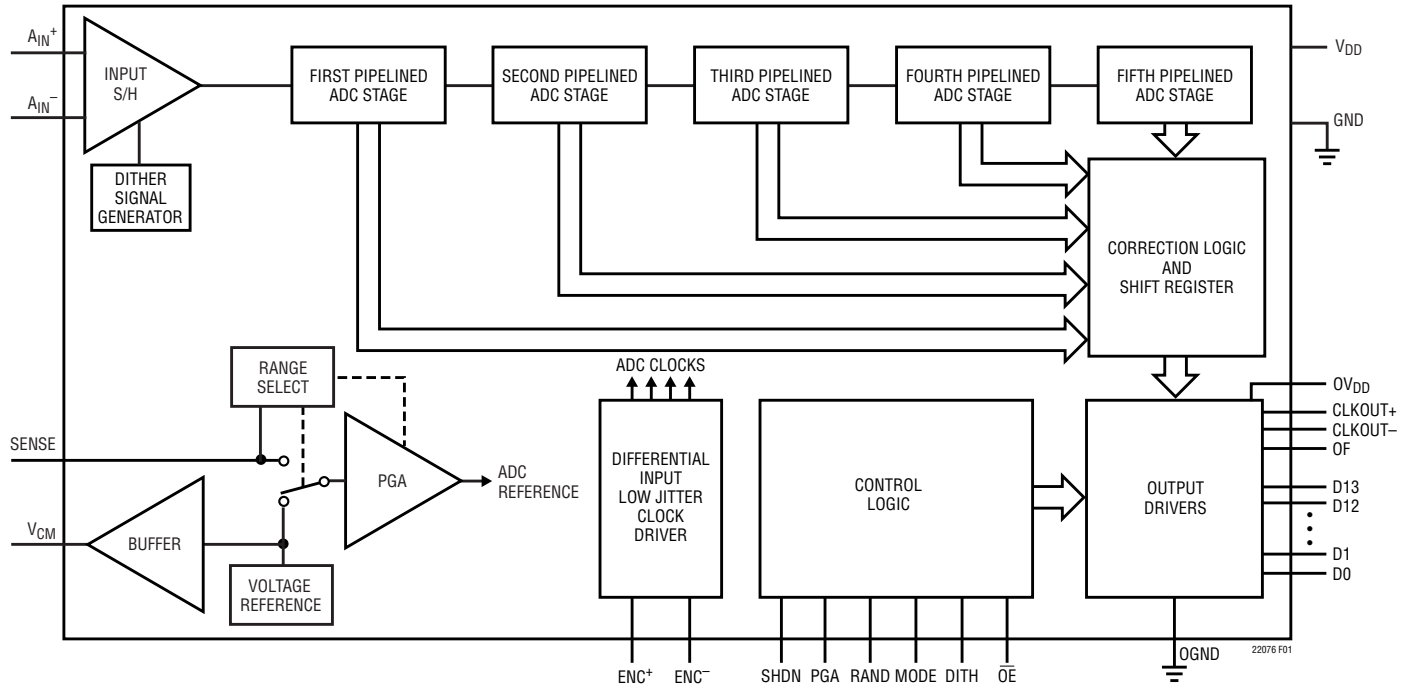 AIN+
AIN−
INPUT
S/H
DITHER
SIGNAL
GENERATOR
FIRST PIPELINED
ADC STAGE
SECOND PIPELINED
ADC STAGE
THIRD PIPELINED
ADC STAGE
FOURTH PIPELINED
ADC STAGE
FIFTH PIPELINED
ADC STAGE
VDD
GND
CORRECTION LOGIC
AND
SHIFT REGISTER
RANGE
SELECT
SENSE
PGA
ADC
REFERENCE
VCM
BUFFER
VOLTAGE
REFERENCE
ADC CLOCKS
DIFFERENTIAL
INPUT
LOW JITTER
CLOCK
DRIVER
CONTROL
LOGIC
OUTPUT
DRIVERS
OVDD
CLKOUT+
CLKOUT–
OF
D13
D12
D1
D0
ENC+
ENC−
SHDN
PGA
RAND
MODE
DITH
O̅E̅
OGND
22076 F01